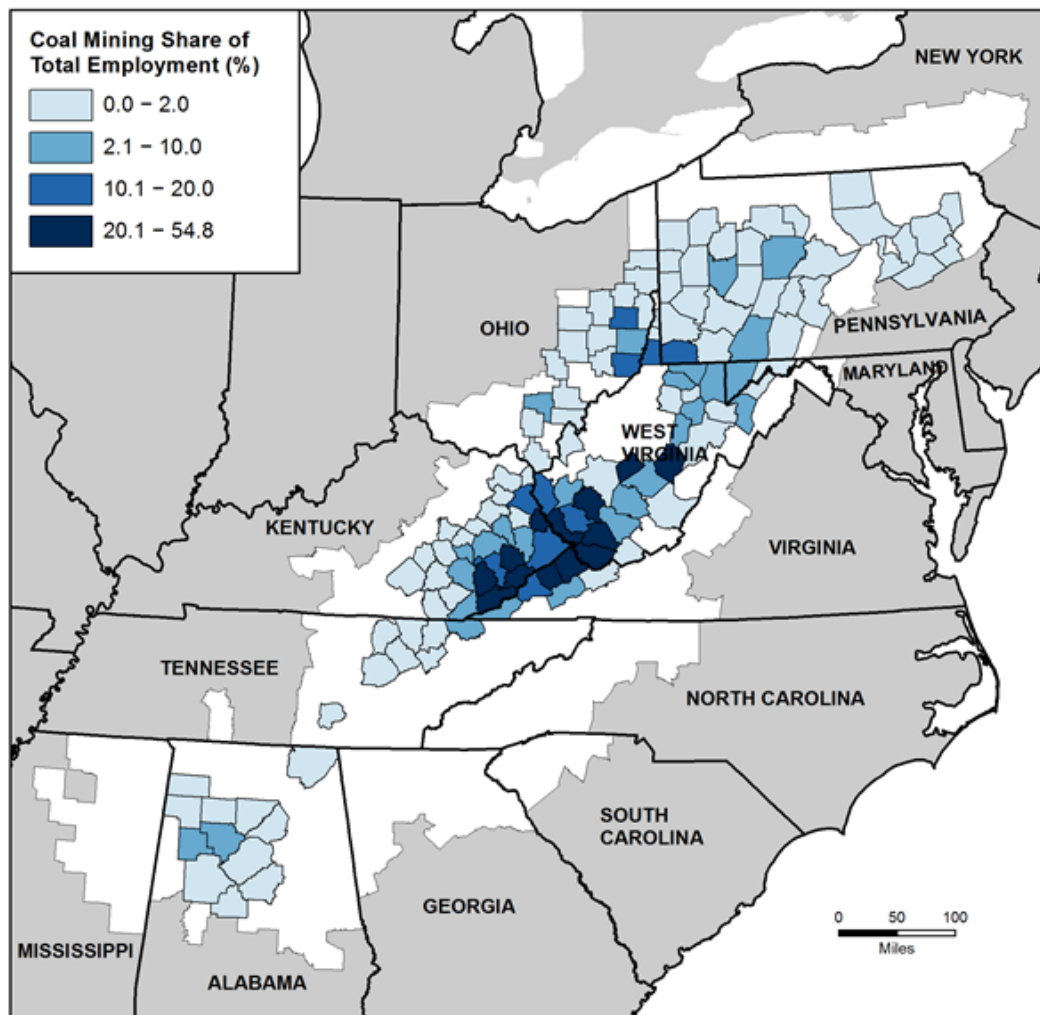 Coal Mining Share of
Total Employment (%)
0.0 – 2.0
2.1 – 10.0
10.1 – 20.0
20.1 – 54.8
NEW YORK
OHIO
PENNSYLVANIA
MARYLAND
WEST
VIRGINIA
KENTUCKY
VIRGINIA
TENNESSEE
NORTH CAROLINA
SOUTH
CAROLINA
GEORGIA
MISSISSIPPI
ALABAMA
0 50 100
Miles